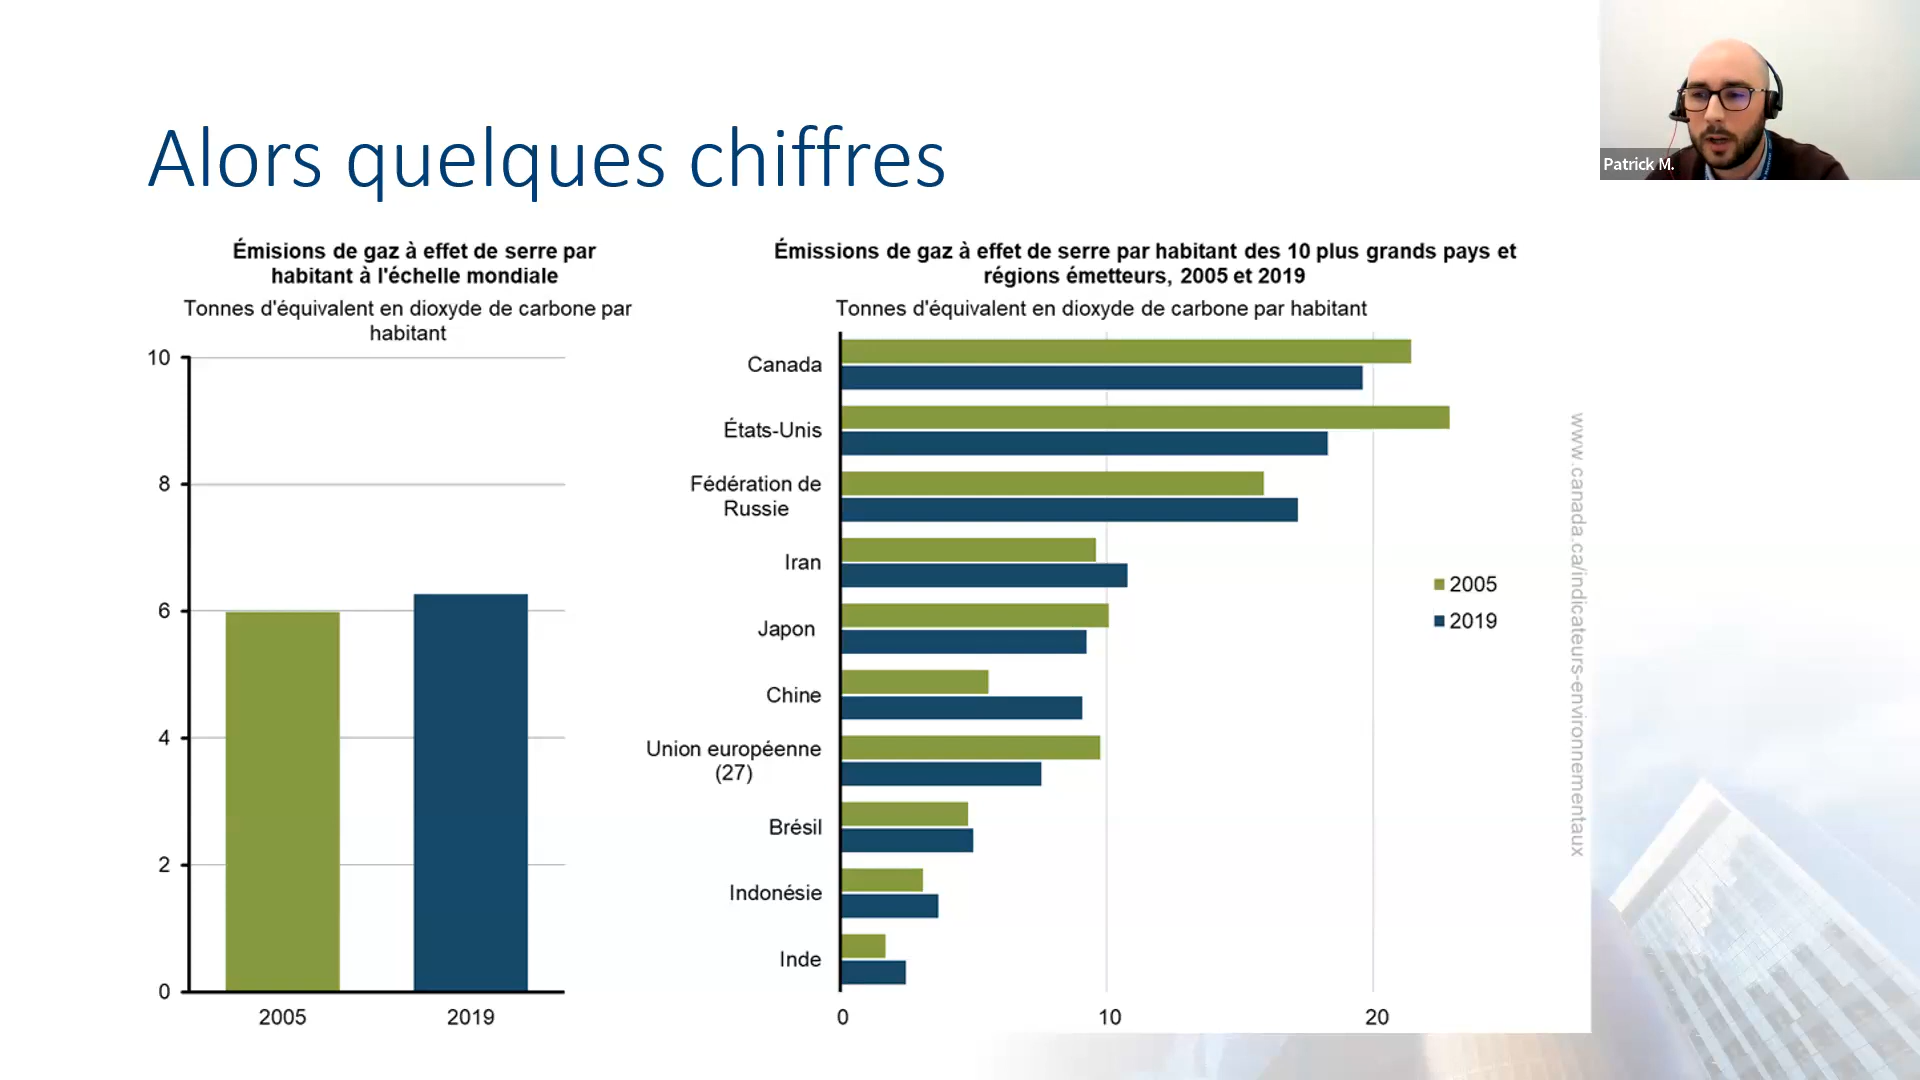 Patrick M.
Alors quelques chiffres
Émisions de gaz à effet de serre par
habitant à l'échelle mondiale
Tonnes d'équivalent en dioxyde de carbone par
habitant
10
8
6
4
2
0
2005
2019
Émissions de gaz à effet de serre par habitant des 10 plus grands pays et
régions émetteurs, 2005 et 2019
Tonnes d'équivalent en dioxyde de carbone par habitant
Canada
États-Unis
Fédération de
Russie
Iran
Japon
Chine
Union européenne
(27)
Brésil
Indonésie
Inde
0
10
20
2005
2019
www.canada.ca/indicateurs-environnementaux